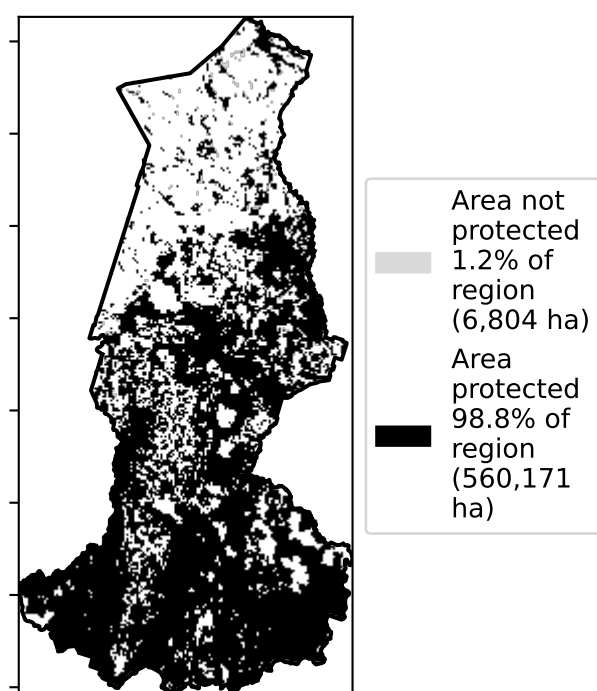 Area not
protected
1.2% of
region
(6,804 ha)
Area
protected
98.8% of
region
(560,171
ha)